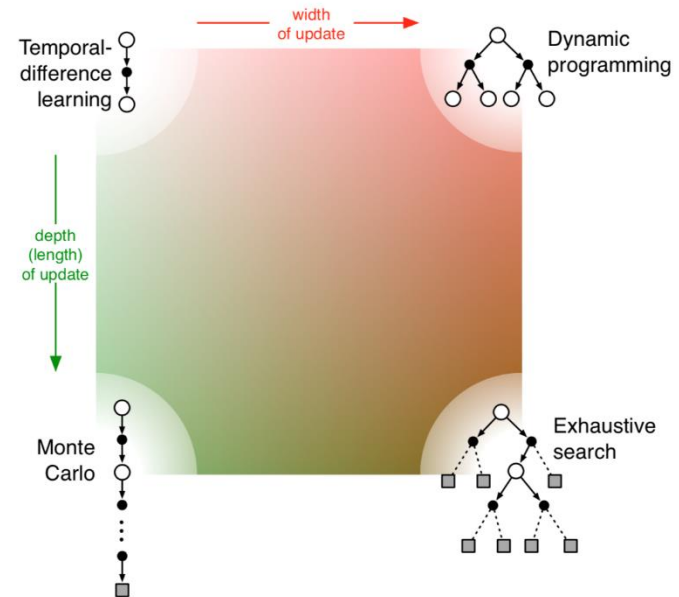 width
of update
Temporal-
difference
learning
Dynamic
programming
depth
(length)
of update
Monte
Carlo
Exhaustive
search